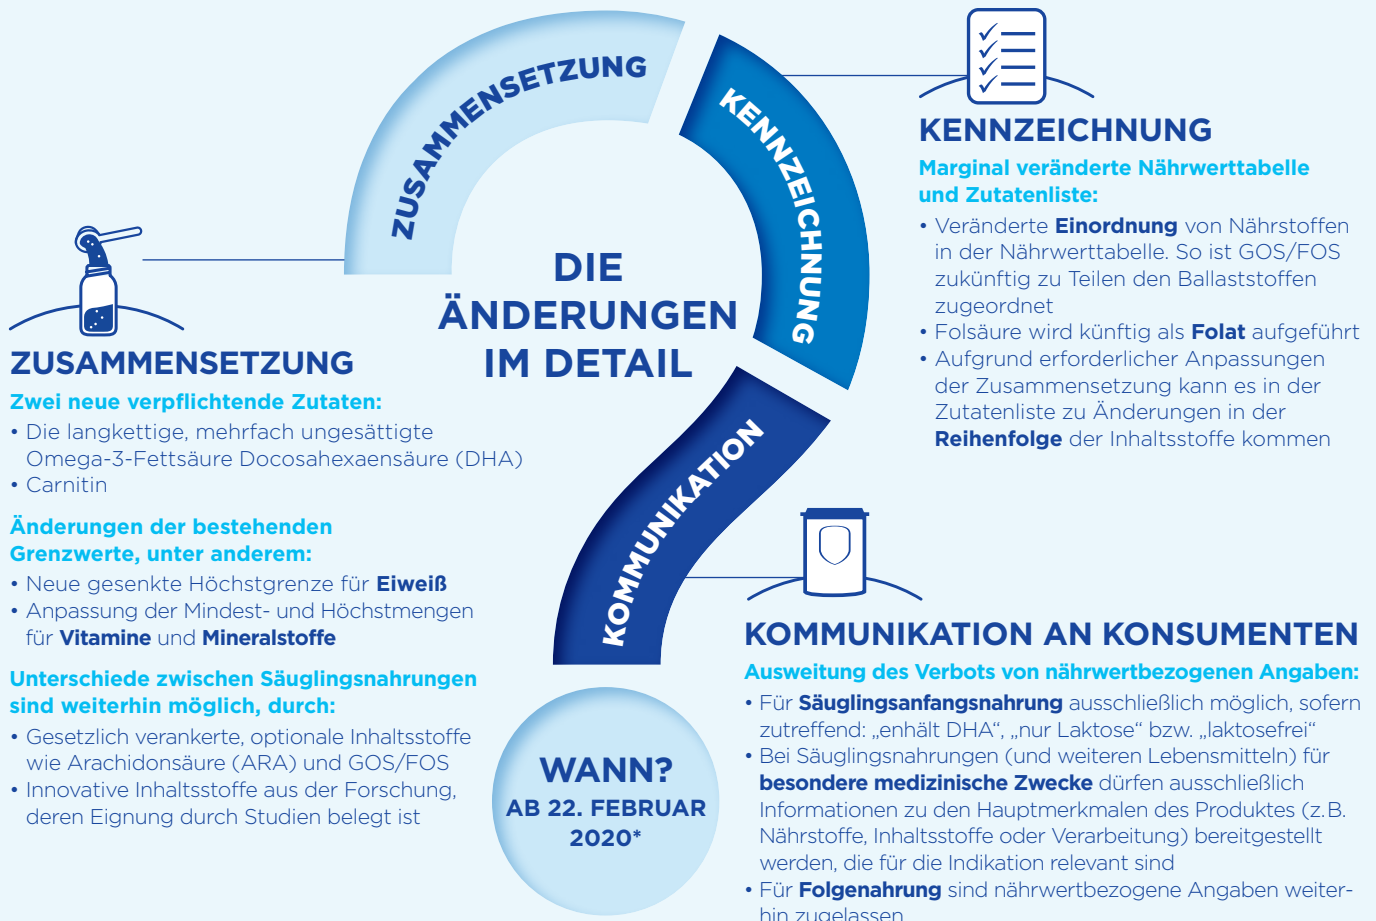 ZUSAMMENSETZUNG
KENNZEICHNUNG
KOMMUNIKATION
DIE
ÄNDERUNGEN
IM DETAIL
ZUSAMMENSETZUNG
Zwei neue verpflichtende Zutaten:
• Die langkettige, mehrfach ungesättigte
Omega-3-Fettsäure Docosahexaensäure (DHA)
• Carnitin
Änderungen der bestehenden
Grenzwerte, unter anderem:
• Neue gesenkte Höchstgrenze für Eiweiß
• Anpassung der Mindest- und Höchstmengen
für Vitamine und Mineralstoffe
Unterschiede zwischen Säuglingsnahrungen
sind weiterhin möglich, durch:
• Gesetzlich verankerte, optionale Inhaltsstoffe
wie Arachidonsäure (ARA) und GOS/FOS
• Innovative Inhaltsstoffe aus der Forschung,
deren Eignung durch Studien belegt ist
KENNZEICHNUNG
Marginal veränderte Nährwerttabelle
und Zutatenliste:
• Veränderte Einordnung von Nährstoffen
in der Nährwerttabelle. So ist GOS/FOS
zukünftig zu Teilen den Ballaststoffen
zugeordnet
• Folsäure wird künftig als Folat aufgeführt
• Aufgrund erforderlicher Anpassungen
der Zusammensetzung kann es in der
Zutatenliste zu Änderungen in der
Reihenfolge der Inhaltsstoffe kommen
KOMMUNIKATION AN KONSUMENTEN
Ausweitung des Verbots von nährwertbezogenen Angaben:
• Für Säuglingsanfangsnahrung ausschließlich möglich, sofern
zutreffend: „enhält DHA“, „nur Laktose“ bzw. „laktosefrei“
• Bei Säuglingsnahrungen (und weiteren Lebensmitteln) für
besondere medizinische Zwecke dürfen ausschließlich
Informationen zu den Hauptmerkmalen des Produktes (z.B.
Nährstoffe, Inhaltsstoffe oder Verarbeitung) bereitgestellt
werden, die für die Indikation relevant sind
• Für Folgenahrung sind nährwertbezogene Angaben weiter-
hin zugelassen
WANN?
AB 22. FEBRUAR
2020*